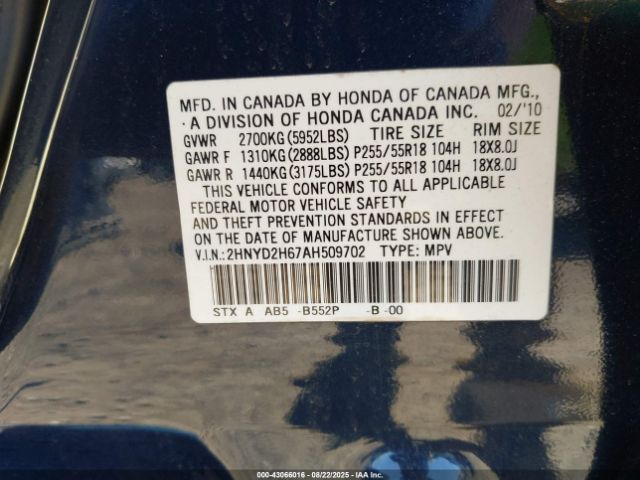 MFD. IN CANADA BY HONDA OF CANADA MFG.,
· A DIVISION OF HONDA CANADA INC. 02/'10
GVWR 2700KG(5952LBS) TIRE SIZE RIM SIZE
GAWR F 1310KG(2888LBS) P255/55R18 104H 18X8.0J
GAWR R 1440KG(3175LBS) P255/55R18 104H 18X8.0J
THIS VEHICLE CONFORMS TO ALL APPLICABLE
FEDERAL MOTOR VEHICLE SAFETY
AND THEFT PREVENTION STANDARDS IN EFFECT
ON THE DATE OF MANUFACTURE SHOWN ABOVE.
V.I.N.:2HNYD2H67AH509702 TYPE: MPV
STX A AB5 -B552P -B -00
000-43066016 - 08/22/2025 - IAA Inc.